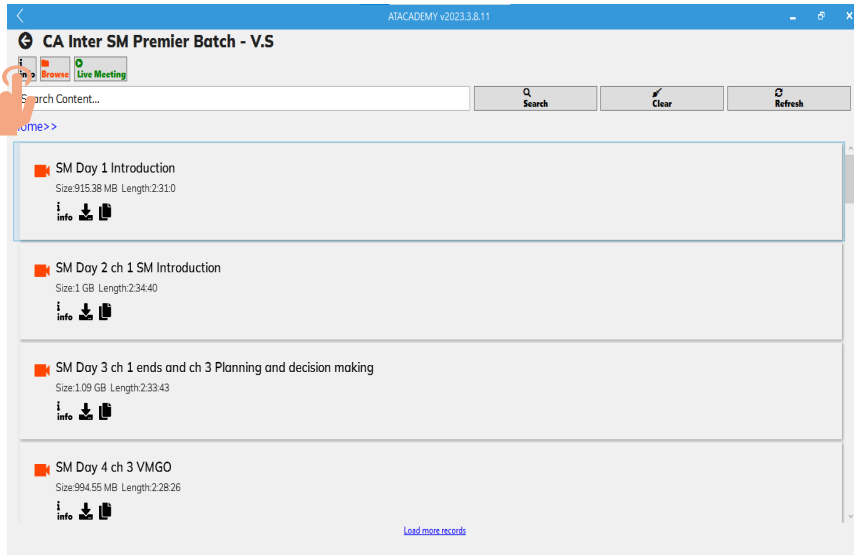 ATACADEMY v2023.3.8.11
CA Inter SM Premier Batch - V.S
info Browse Live Meeting
Search Content... Search Clear Refresh
Home>>
SM Day 1 Introduction
Size:915.38 MB Length:2:31:0
info
SM Day 2 ch 1 SM Introduction
Size:1 GB Length:2:34:40
info
SM Day 3 ch 1 ends and ch 3 Planning and decision making
Size:1.09 GB Length:2:33:43
info
SM Day 4 ch 3 VMGO
Size:994.55 MB Length:2:28:26
info
Load more records